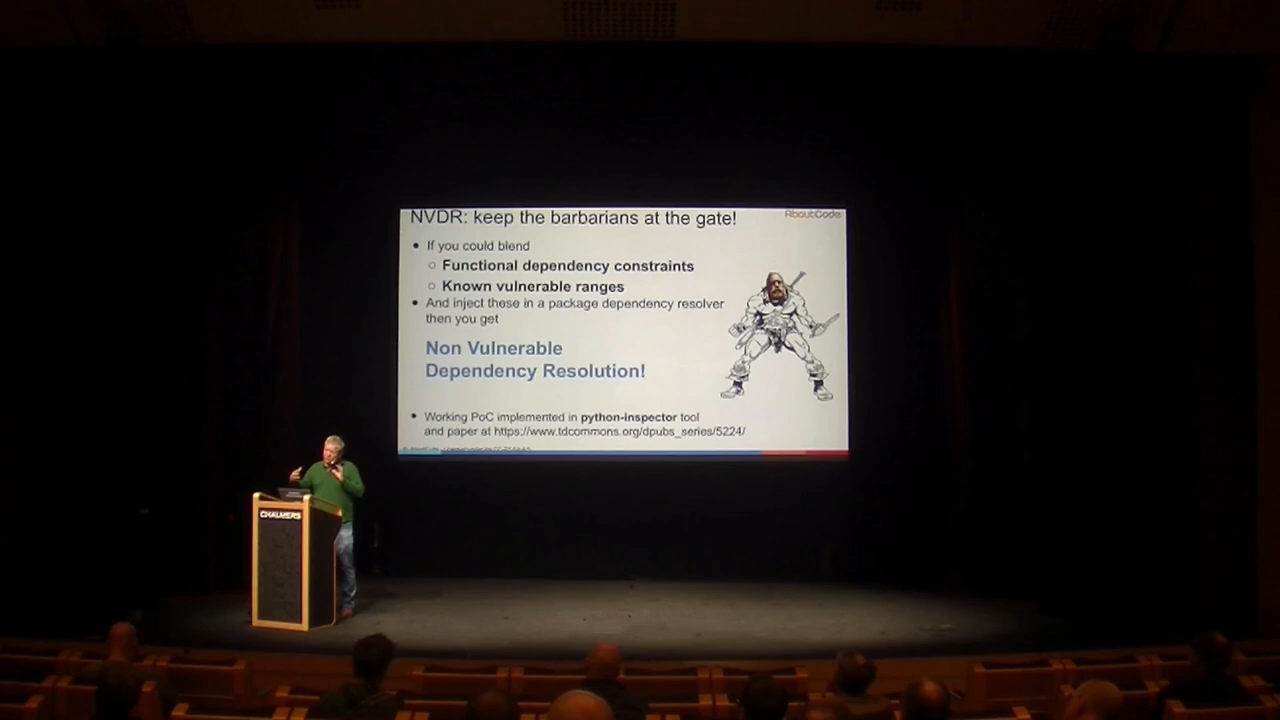 NVDR: keep the barbarians at the gate!
AboutCode
If you could blend
Functional dependency constraints
Known vulnerable ranges
And inject these in a package dependency resolver
then you get
Non Vulnerable
Dependency Resolution!
Working PoC implemented in python-inspector tool
and paper at https://www.tdcommons.org/dpubs_series/5224/
CHALMERS